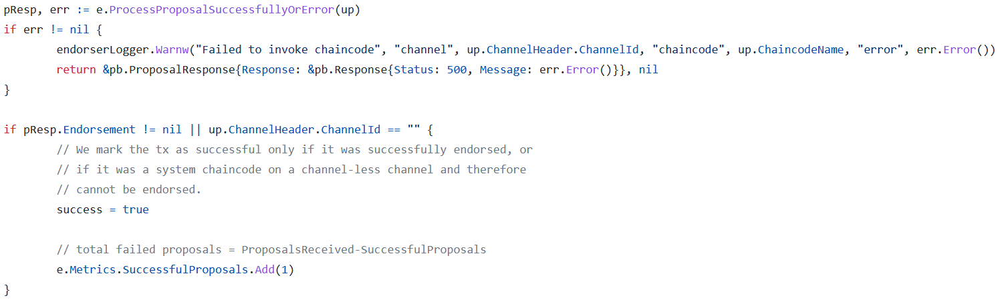 pResp, err := e.ProcessProposalSuccessfullyOrError(up)
if err != nil {
        endorserLogger.Warnw("Failed to invoke chaincode", "channel", up.ChannelHeader.ChannelId, "chaincode", up.ChaincodeName, "error", err.Error())
        return &pb.ProposalResponse{Response: &pb.Response{Status: 500, Message: err.Error()}}, nil
}

if pResp.Endorsement != nil || up.ChannelHeader.ChannelId == "" {
        // We mark the tx as successful only if it was successfully endorsed, or
        // if it was a system chaincode on a channel-less channel and therefore
        // cannot be endorsed.
        success = true

        // total failed proposals = ProposalsReceived-SuccessfulProposals
        e.Metrics.SuccessfulProposals.Add(1)
}